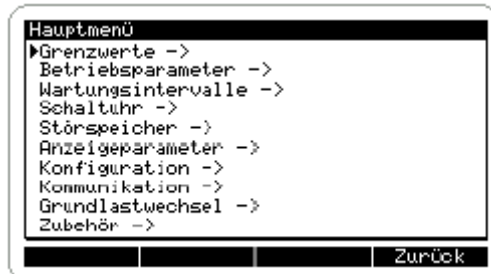 Hauptmenü
Grenzwerte ->
Betriebsparameter ->
Wartungsintervalle ->
Schaltuhr ->
Störspeicher ->
Anzeigeparameter ->
Konfiguration ->
Kommunikation ->
Grundlastwechsel ->
Zubehör ->
Zurück